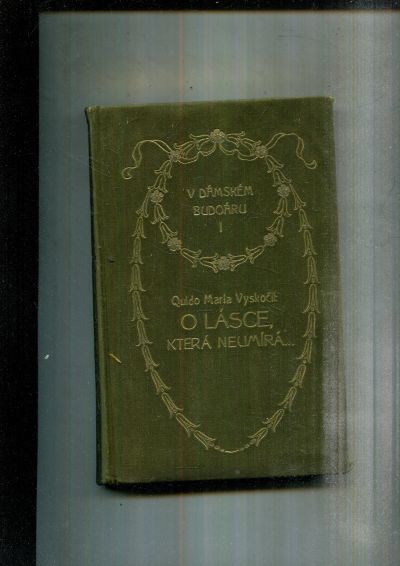 V DÁMSKÉM
BUDOÁRU
I
Quido Maria Vyskočil:
O LÁSCE,
KTERÁ NEUMÍRÁ...